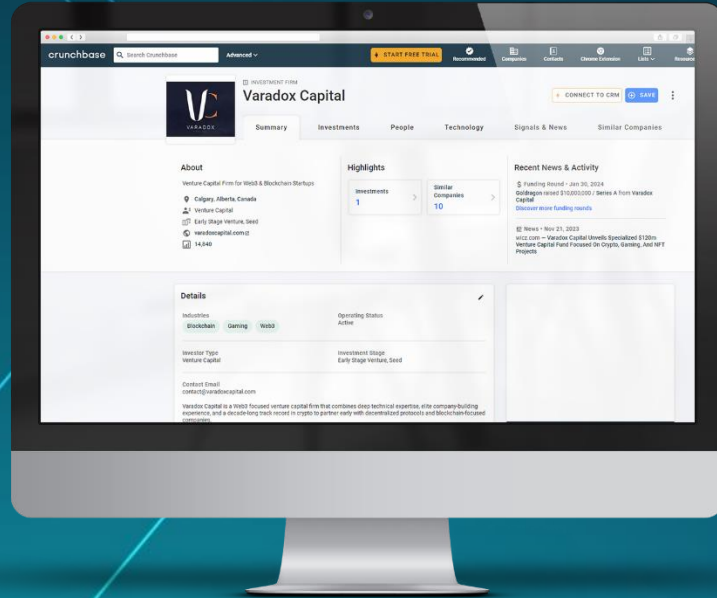 crunchbase
Search Crunchbase
Advanced
START FREE TRIAL
Recommended
Companies
Contacts
Chrome Extension
Lists
Resources
VC
VARADOX
INVESTMENT FIRM
Varadox Capital
CONNECT TO CRM
SAVE
Summary
Investments
People
Technology
Signals & News
Similar Companies
About
Venture Capital Firm for Web3 & Blockchain Startups
Calgary, Alberta, Canada
Venture Capital
Early Stage Venture, Seed
varadoxcapital.com
14,640
Highlights
Investments
1
Similar
Companies
10
Recent News & Activity
Funding Round • Jan 30, 2024
Goldregon raised $10,000,000 / Series A from Varadox
Capital
Discover more funding rounds
News • Nov 21, 2023
wicz.com — Varadox Capital Unveils Specialized $120m
Venture Capital Fund Focused On Crypto, Gaming, And NFT
Projects
Details
Industries
Blockchain
Gaming
Web3
Operating Status
Active
Investor Type
Venture Capital
Investment Stage
Early Stage Venture, Seed
Contact Email
contact@varadoxcapital.com
Varadox Capital is a Web3 focused venture capital firm that combines deep technical expertise, elite company-building
experience, and a decade-long track record in crypto to partner early with decentralized protocols and blockchain-focused
companies.